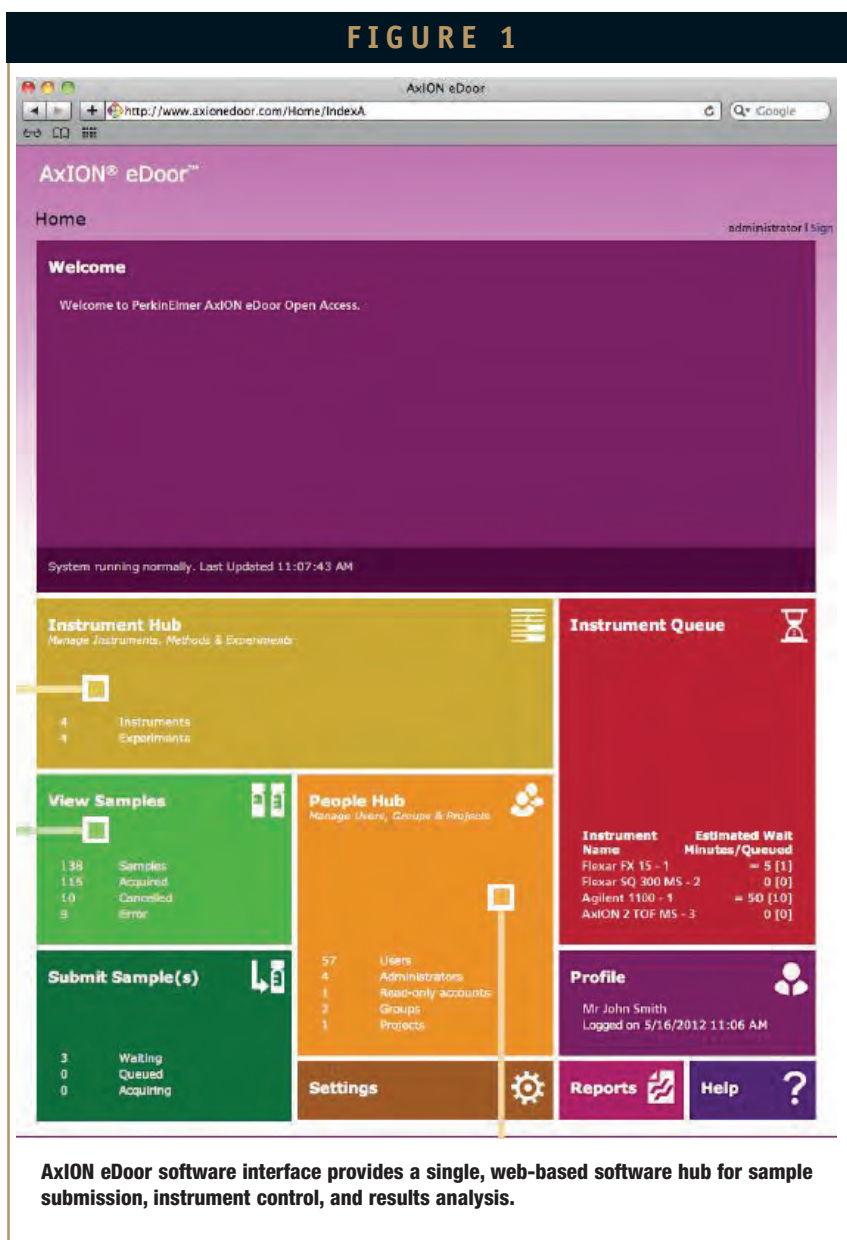 FIGURE 1
AxION eDoor
http://www.axionedoor.com/Home/IndexA
Google
AxION® eDoor™
Home
administrator | Sign
Welcome
Welcome to PerkinElmer AxION eDoor Open Access.
System running normally. Last Updated 11:07:43 AM
Instrument Hub
Manage Instruments, Methods & Experiments
4 Instruments
4 Experiments
Instrument Queue
Instrument Name Estimated Wait Minutes/Queued
Flexar FX 15 - 1 = 5 [1]
Flexar SQ 300 MS - 2 0 [0]
Agilent 1100 - 1 = 50 [10]
AxION 2 TOF MS - 3 0 [0]
View Samples
138 Samples
115 Acquired
10 Cancelled
9 Error
People Hub
Manage Users, Groups & Projects
57 Users
4 Administrators
1 Read-only accounts
2 Groups
1 Projects
Submit Sample(s)
3 Waiting
0 Queued
0 Acquiring
Profile
Mr John Smith
Logged on 5/16/2012 11:06 AM
Settings
Reports
Help
?
AxION eDoor software interface provides a single, web-based software hub for sample
submission, instrument control, and results analysis.